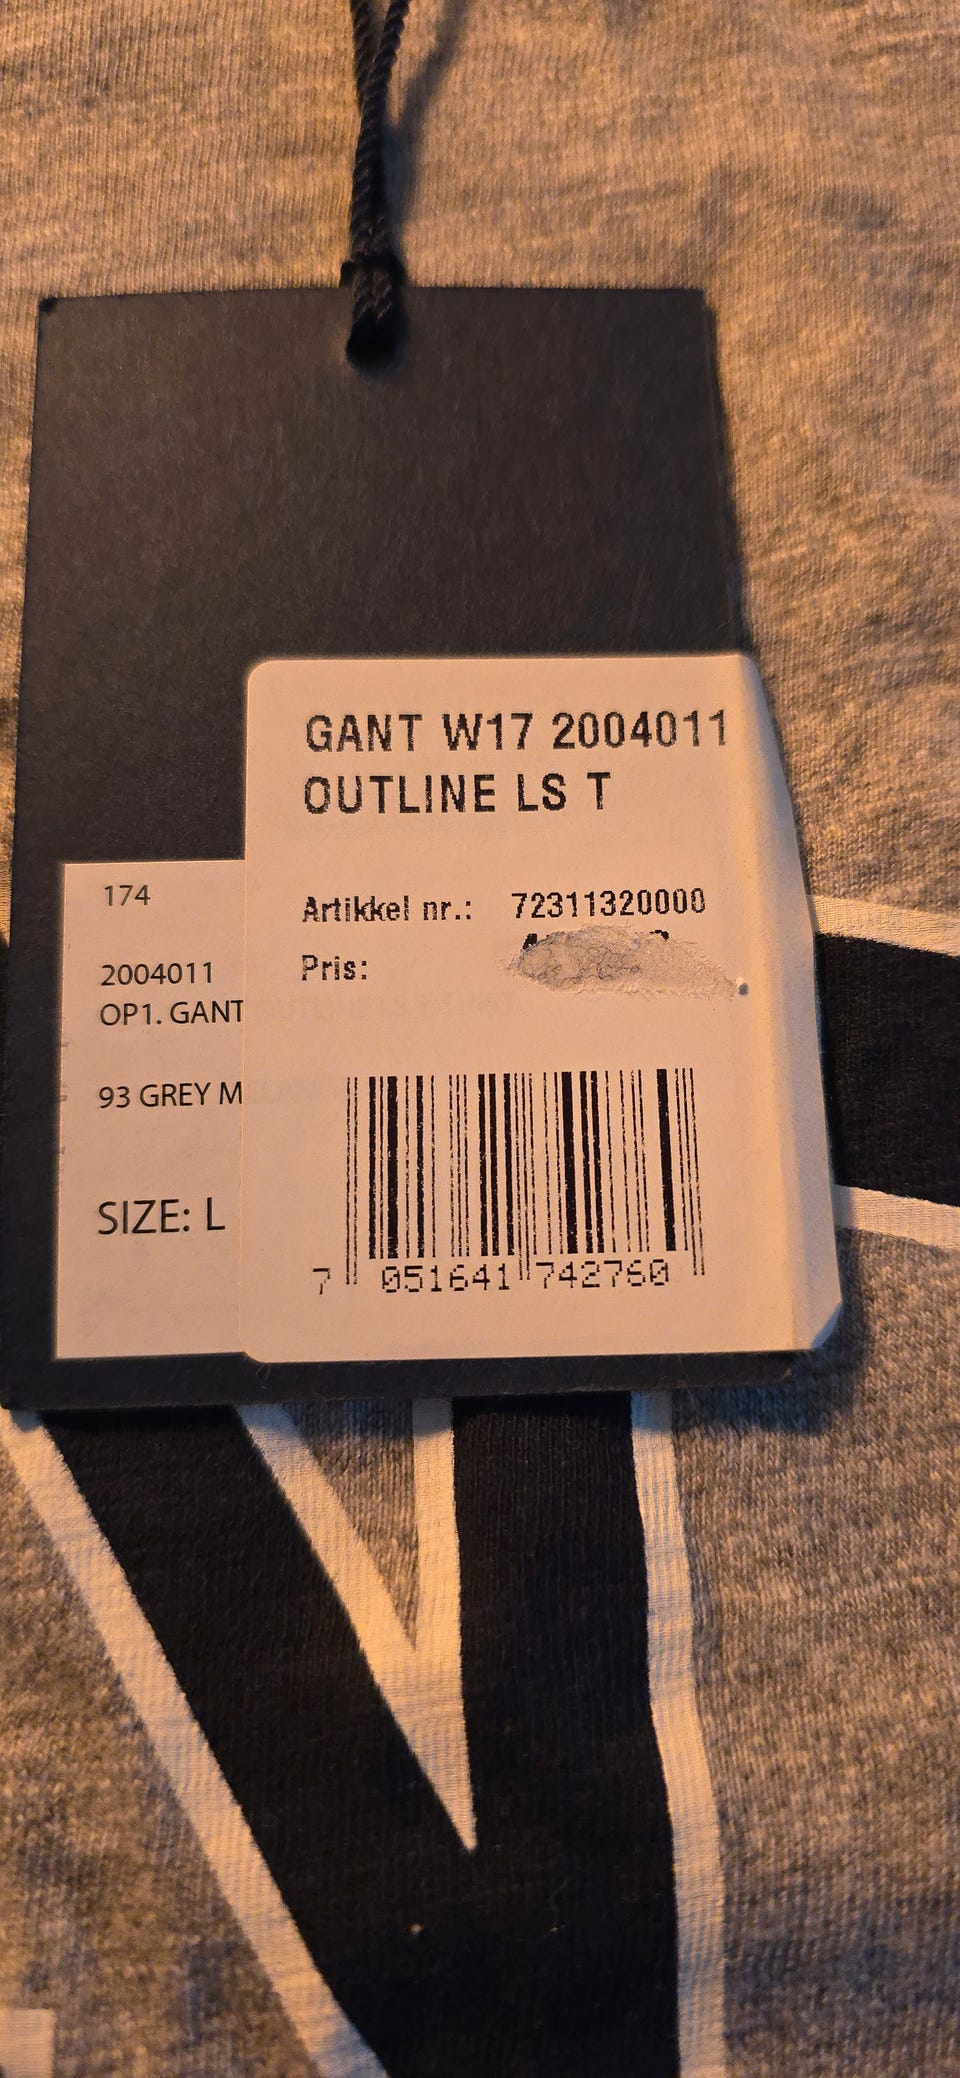 GANT W17 2004011
OUTLINE LS T
Artikkel nr.: 72311320000
Pris:
7 051641 742760
174
2004011
OP1. GANT
93 GREY M
SIZE: L